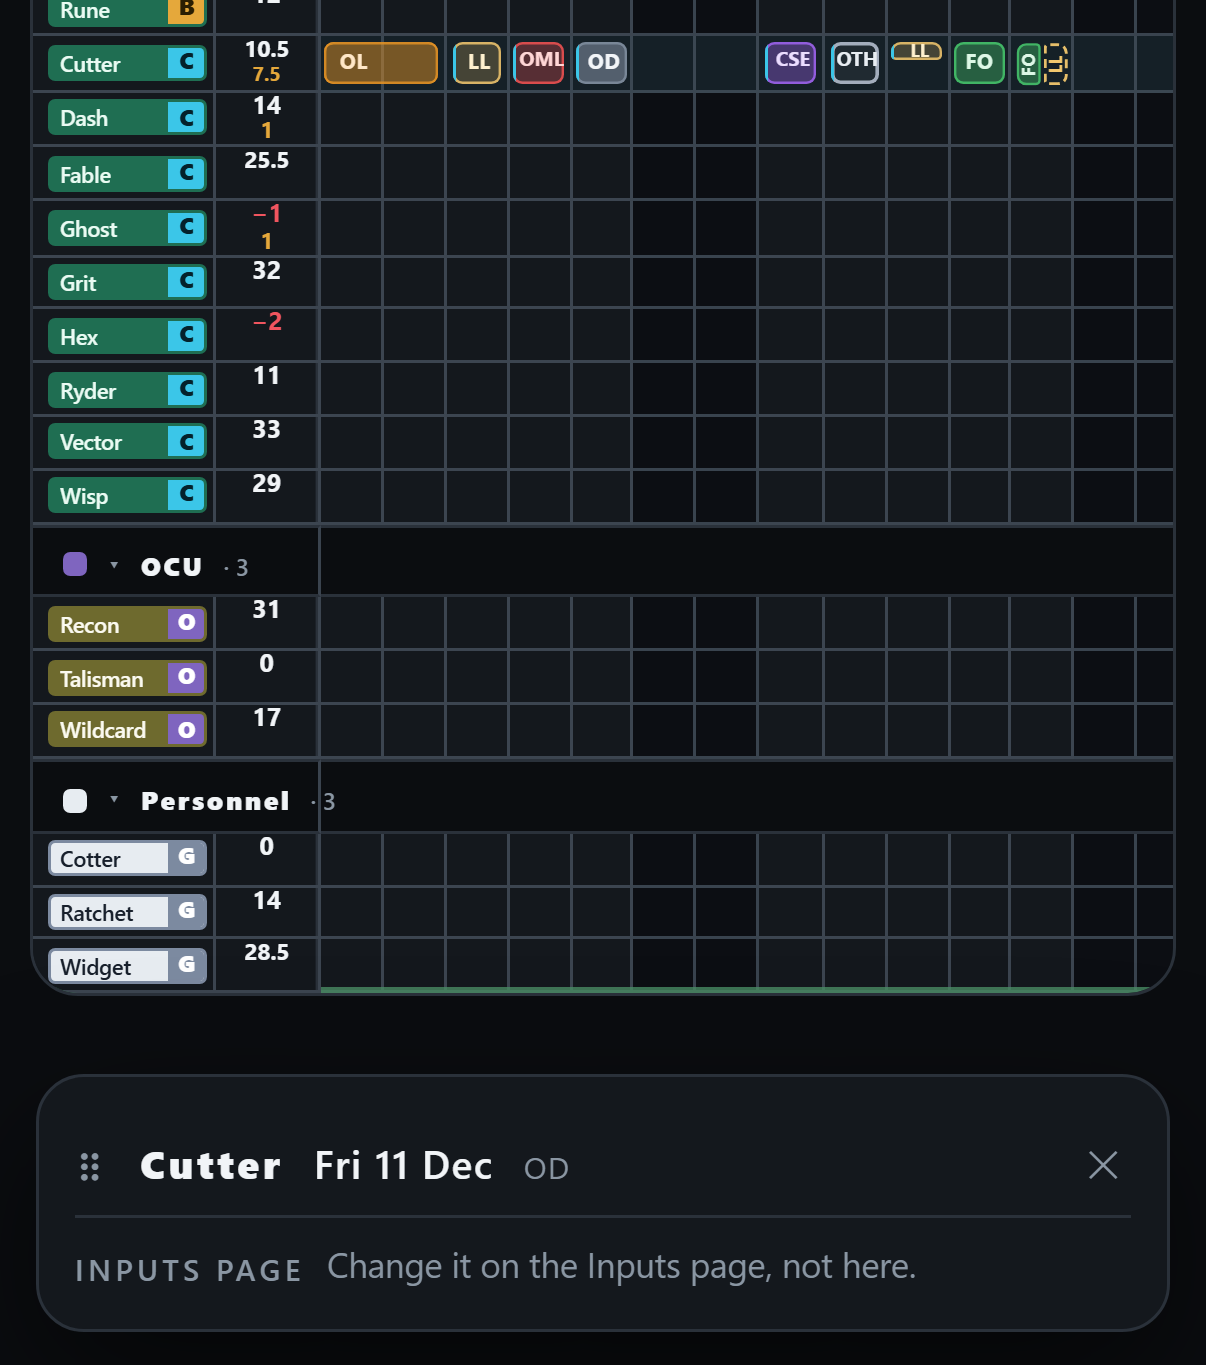 Rune B 12
Cutter C 10.5 OL LL OML OD CSE OTH LL FO FO LL
7.5
Dash C 14
1
Fable C 25.5
Ghost C −1
1
Grit C 32
Hex C −2
Ryder C 11
Vector C 33
Wisp C 29
▾ OCU · 3
Recon O 31
Talisman O 0
Wildcard O 17
▾ Personnel · 3
Cotter G 0
Ratchet G 14
Widget G 28.5
Cutter Fri 11 Dec OD
INPUTS PAGE Change it on the Inputs page, not here.